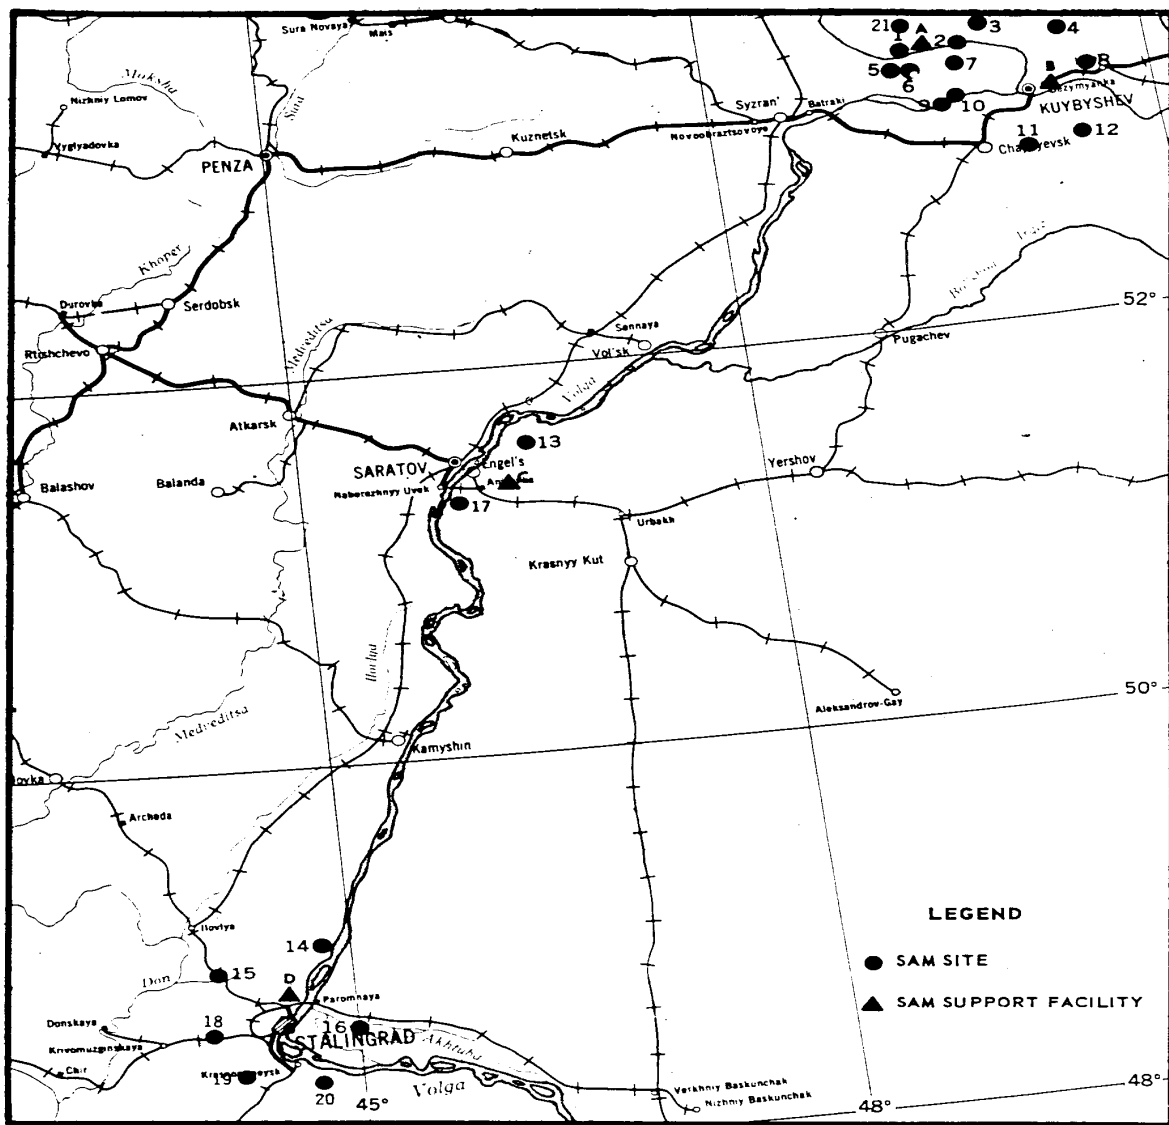 Sura Novaya
Mais
21
A
3
4
1
2
5
6
7
B
8
Moksha
Sura
Nizhniy Lomov
Syzran'
Batraki
9
10
KUYBYSHEV
Kuznetsk
Novoobraztsovoye
11
12
Vyglyadovka
PENZA
Khoper
Serdobsk
52°
Durovka
Medveditsa
Sennaya
Rtishchevo
Vol'sk
Pugachev
Volga
Atkarsk
13
SARATOV
Engel's
C
Yershov
Balashov
Balanda
Naberezhnyy Uvek
17
Urbakh
Krasnyy Kut
Ilovlya
50°
Aleksandrov-Gay
Medveditsa
Kamyshin
Archeda
LEGEND
Ilovlya
14
SAM SITE
Don
15
D
Paromnaya
SAM SUPPORT FACILITY
Donskaya
18
16
Krivomuzginskaya
STALINGRAD
Akhtuba
Chir
19
Krasnoarmeysk
20
Volga
Verkhniy Baskunchak
Nizhniy Baskunchak
48°
45°
48°